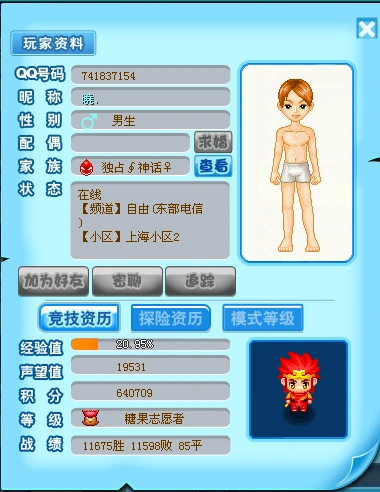 玩家资料
QQ号码 741837154
昵称 晓.
性别 男生
配偶 求婚
家族 独占∮神话♀ 查看
状态 在线
【频道】自由(东部电信
)
【小区】上海小区2
加为好友 密聊 追踪
竞技资历 探险资历 模式等级
经验值 20.95%
声望值 19531
积分 640709
等级 糖果志愿者
战绩 11675胜 11598败 85平